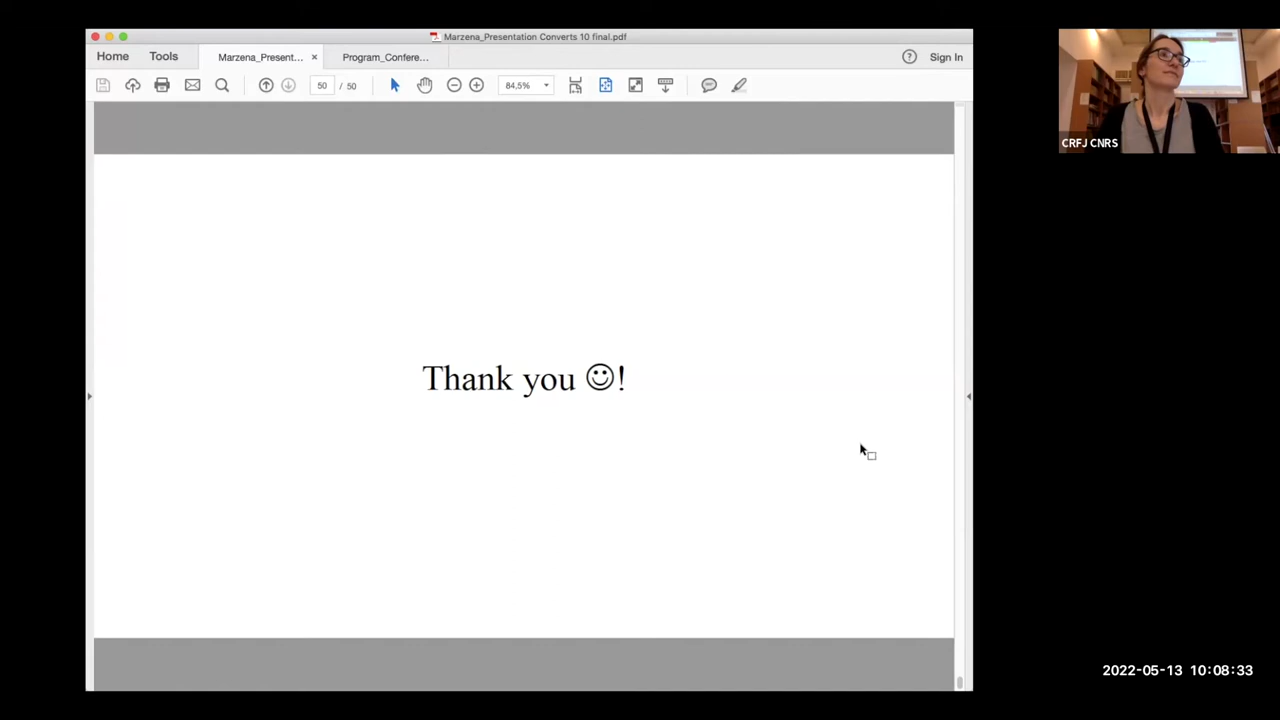 Marzena_Presentation Converts 10 final.pdf
Home
Tools
Marzena_Present...
×
Program_Confere...
?
Sign In
50 / 50
84,5%
Thank you ☺!
CRFJ CNRS
2022-05-13 10:08:33